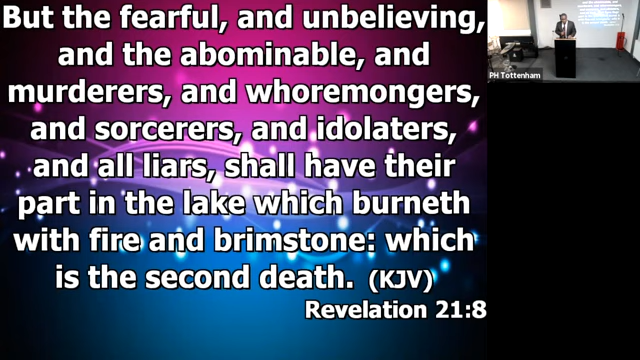 But the fearful, and unbelieving,
and the abominable, and
murderers, and whoremongers,
and sorcerers, and idolaters,
and all liars, shall have their
part in the lake which burneth
with fire and brimstone: which
is the second death. (KJV)
Revelation 21:8
PH Tottenham